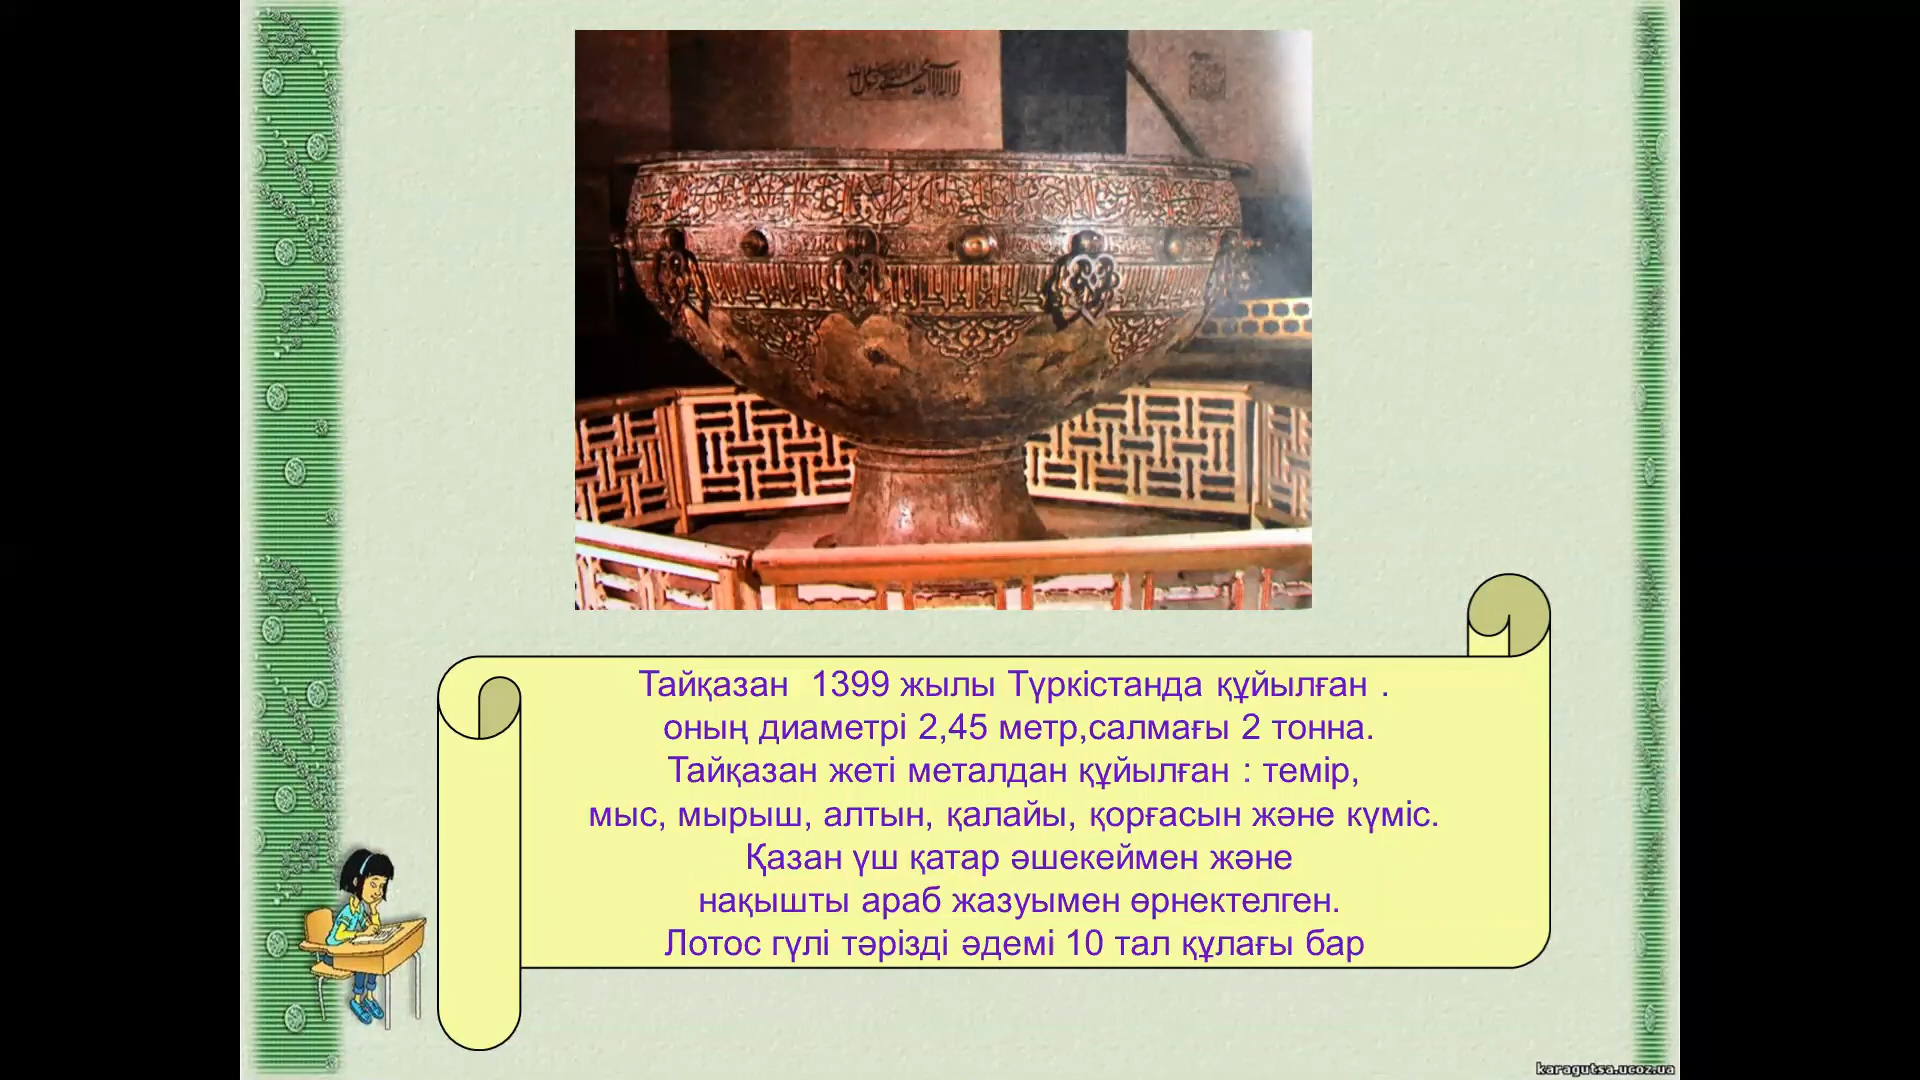 Тайқазан  1399 жылы Түркістанда құйылған .
оның диаметрі 2,45 метр,салмағы 2 тонна.
Тайқазан жеті металдан құйылған : темір,
мыс, мырыш, алтын, қалайы, қорғасын және күміс.
Қазан үш қатар әшекеймен және
нақышты араб жазуымен өрнектелген.
Лотос гүлі тәрізді әдемі 10 тал құлағы бар
karagutsa.ucoz.ua